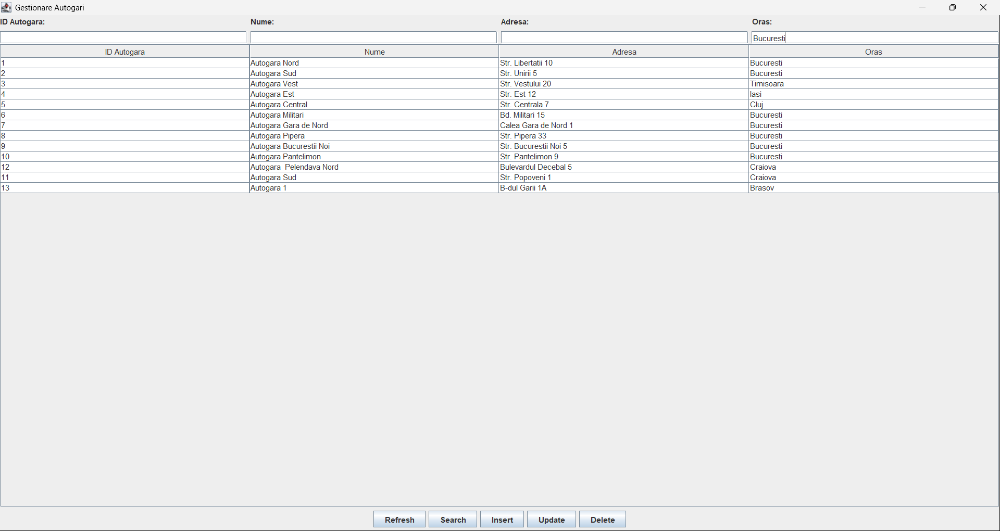 Gestionare Autogari
ID Autogara: Nume: Adresa: Oras:
Bucuresti
ID Autogara Nume Adresa Oras
1 Autogara Nord Str. Libertatii 10 Bucuresti
2 Autogara Sud Str. Unirii 5 Bucuresti
3 Autogara Vest Str. Vestului 20 Timisoara
4 Autogara Est Str. Est 12 Iasi
5 Autogara Central Str. Centrala 7 Cluj
6 Autogara Militari Bd. Militari 15 Bucuresti
7 Autogara Gara de Nord Calea Gara de Nord 1 Bucuresti
8 Autogara Pipera Str. Pipera 33 Bucuresti
9 Autogara Bucurestii Noi Str. Bucurestii Noi 5 Bucuresti
10 Autogara Pantelimon Str. Pantelimon 9 Bucuresti
12 Autogara  Pelendava Nord Bulevardul Decebal 5 Craiova
11 Autogara Sud Str. Popoveni 1 Craiova
13 Autogara 1 B-dul Garii 1A Brasov
Refresh Search Insert Update Delete